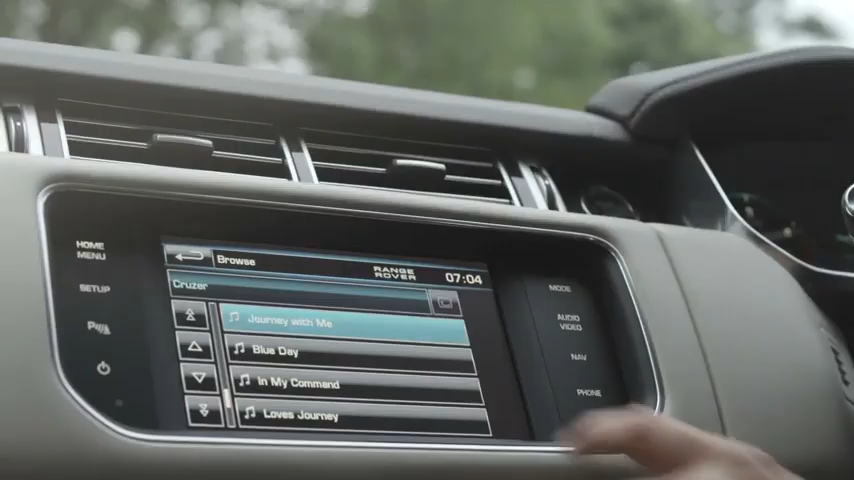 HOME
MENU
SETUP
Browse
RANGE
ROVER
07:04
Cruzer
Journey with Me
Blue Day
In My Command
Loves Journey
MODE
AUDIO
VIDEO
NAV
PHONE